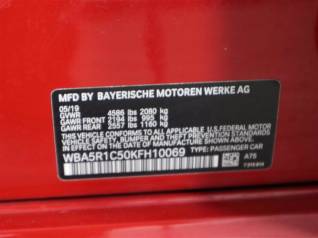 MFD. BY BAYERISCHE MOTOREN WERKE AG
05/19
GVWR 4586 LBS 2080 kg
GAWR FRONT 2194 LBS 995 kg
GAWR REAR 2557 LBS 1160 kg
THIS VEHICLE CONFORMS TO ALL APPLICABLE U.S. FEDERAL MOTOR VEHICLE
SAFETY, BUMPER, AND THEFT PREVENTION STANDARDS
IN EFFECT ON THE DATE OF MANUFACTURE SHOWN ABOVE.
WBA5R1C50KFH10069
TYPE: PASSENGER CAR
A75